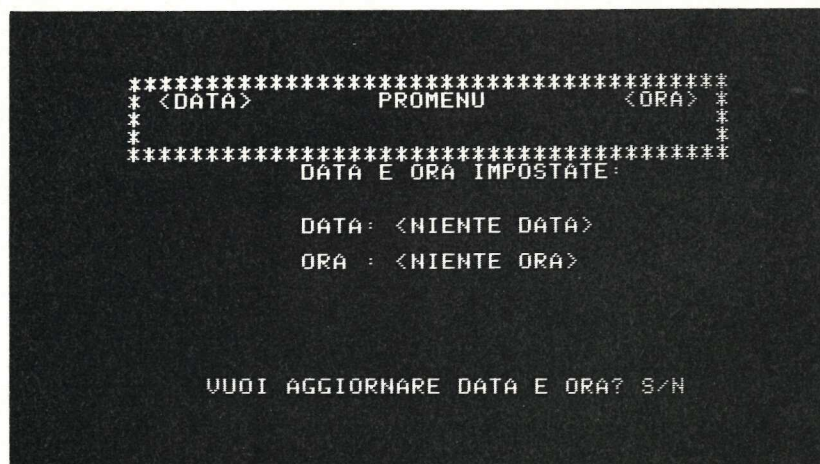 ***************************************
* <DATA> PROMENU <ORA> *
* *
* *
***************************************
DATA E ORA IMPOSTATE:
DATA: <NIENTE DATA>
ORA : <NIENTE ORA>
VUOI AGGIORNARE DATA E ORA? S/N